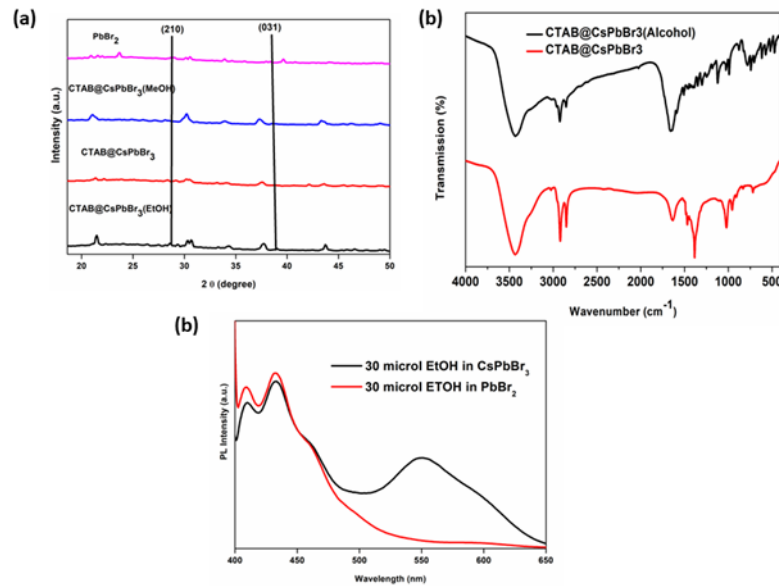 (a)
(210)
(031)
PbBr2
CTAB@CsPbBr3(MeOH)
CTAB@CsPbBr3
CTAB@CsPbBr3(EtOH)
Intensity (a.u.)
20 25 30 35 40 45 50
2 θ (degree)
(b)
CTAB@CsPbBr3(Alcohol)
CTAB@CsPbBr3
Transmission (%)
4000 3500 3000 2500 2000 1500 1000 500
Wavenumber (cm-1)
(b)
30 microl EtOH in CsPbBr3
30 microl ETOH in PbBr2
PL Intensity (a.u.)
400 450 500 550 600 650
Wavelength (nm)